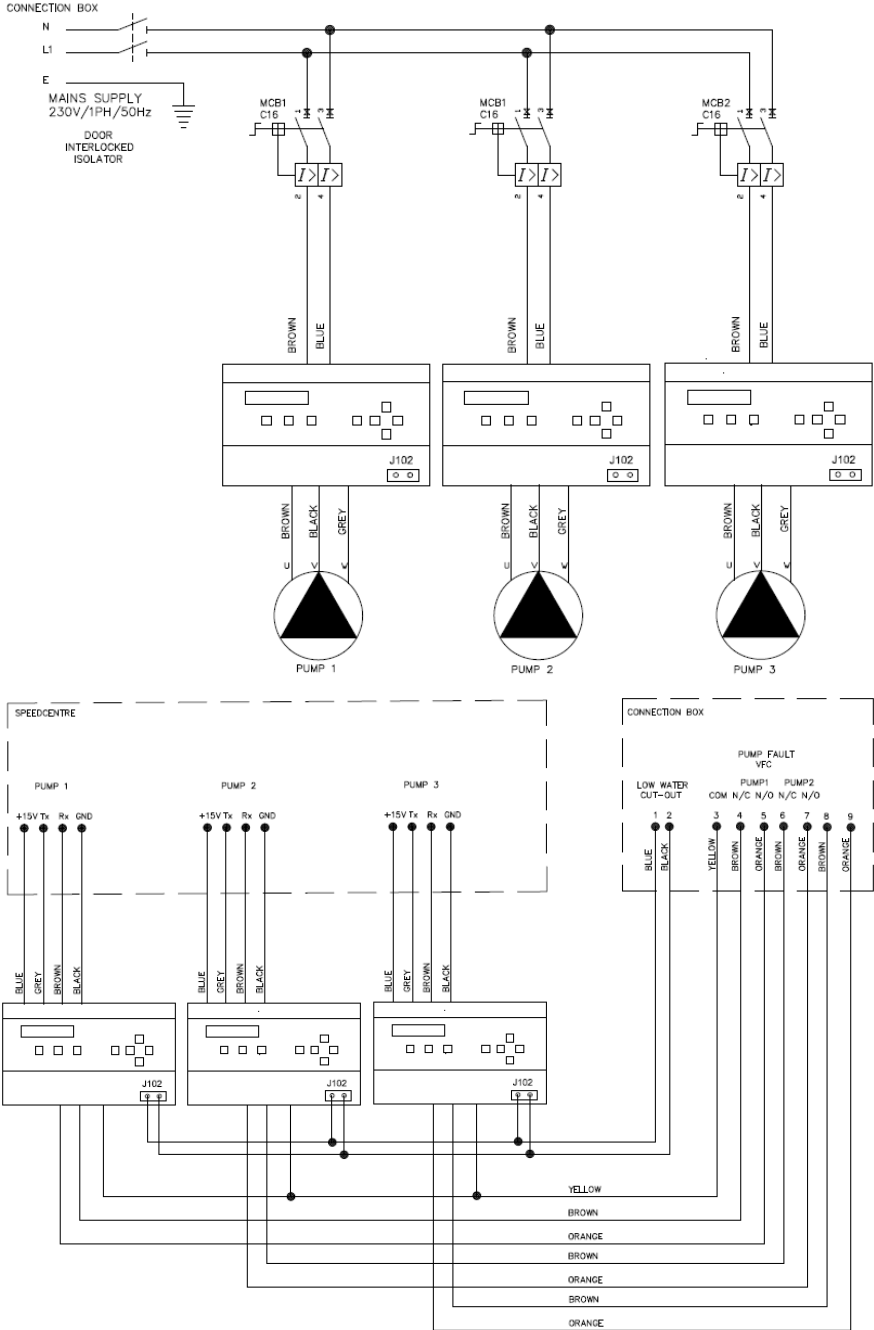 CONNECTION BOX
N
L1
E
MAINS SUPPLY
230V/1PH/50Hz
DOOR
INTERLOCKED
ISOLATOR
MCB1
C16
1 3
I> I>
2 4
MCB1
C16
1 3
I> I>
2 4
MCB2
C16
1 3
I> I>
2 4
BROWN BLUE
BROWN BLUE
BROWN BLUE
J102
J102
J102
BROWN BLACK GREY
BROWN BLACK GREY
BROWN BLACK GREY
U V W
U V W
U V W
PUMP 1
PUMP 2
PUMP 3
SPEEDCENTRE
PUMP 1
PUMP 2
PUMP 3
+15V Tx Rx GND
+15V Tx Rx GND
+15V Tx Rx GND
CONNECTION BOX
PUMP FAULT
VFC
LOW WATER
CUT-OUT
PUMP1 PUMP2
COM N/C N/O N/C N/O
1 2 3 4 5 6 7 8 9
BLUE BLACK YELLOW BROWN ORANGE BROWN ORANGE BROWN ORANGE
BLUE GREY BROWN BLACK
BLUE GREY BROWN BLACK
BLUE GREY BROWN BLACK
J102
J102
J102
YELLOW
BROWN
ORANGE
BROWN
ORANGE
BROWN
ORANGE